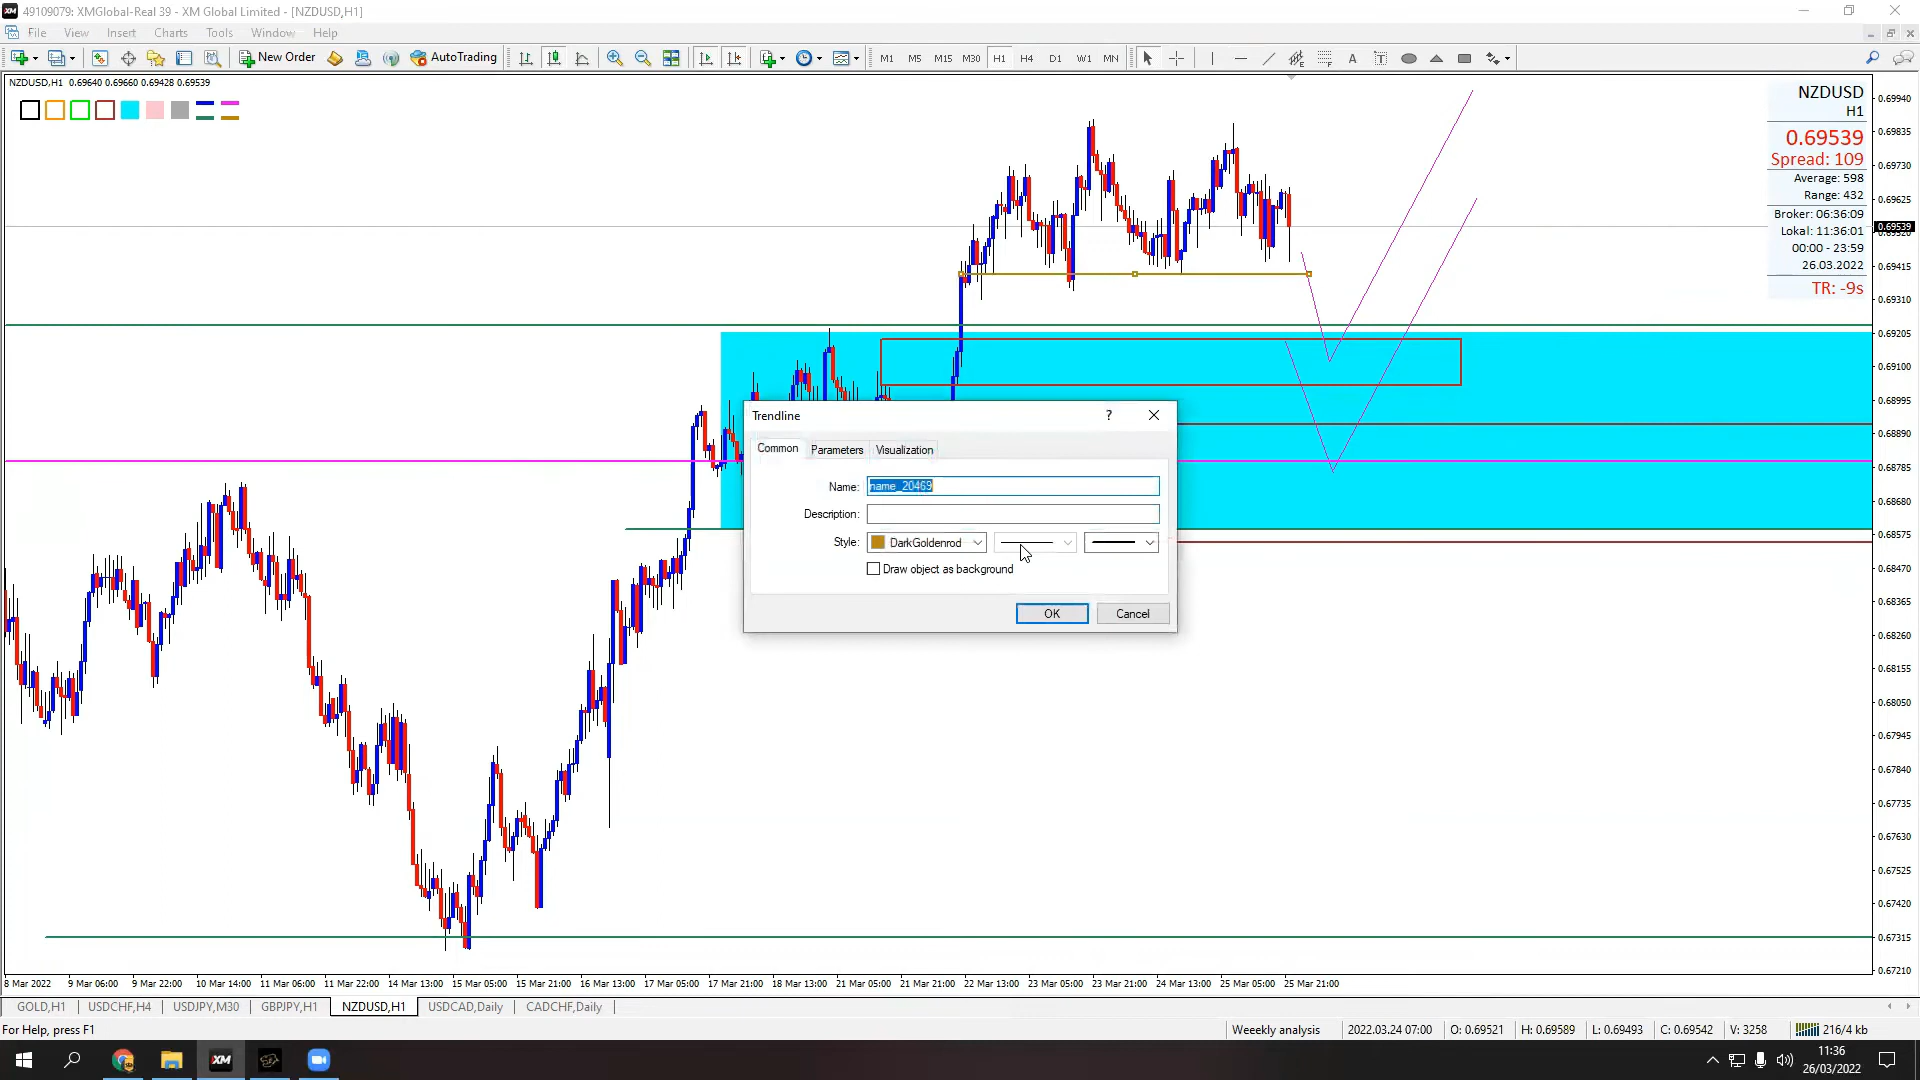 49109079: XMGlobal-Real 39 - XM Global Limited - [NZDUSD,H1]
File View Insert Charts Tools Window Help
New Order AutoTrading M1 M5 M15 M30 H1 H4 D1 W1 MN
NZDUSD,H1 0.69640 0.69660 0.69428 0.69539
NZDUSD
H1
0.69539
Spread: 109
Average: 598
Range: 432
Broker: 06:36:09
Lokal: 11:36:01
00:00 - 23:59
26.03.2022
TR: -9s
0.69940
0.69835
0.69730
0.69625
0.69539
0.69415
0.69310
0.69205
0.69100
0.68995
0.68890
0.68785
0.68680
0.68575
0.68470
0.68365
0.68260
0.68155
0.68050
0.67945
0.67840
0.67735
0.67630
0.67525
0.67420
0.67315
0.67210
Trendline ?
Common Parameters Visualization
Name: name_20469
Description:
Style: DarkGoldenrod
Draw object as background
OK Cancel
8 Mar 2022 9 Mar 06:00 9 Mar 22:00 10 Mar 14:00 11 Mar 06:00 11 Mar 22:00 14 Mar 13:00 15 Mar 05:00 15 Mar 21:00 16 Mar 13:00 17 Mar 05:00 17 Mar 21:00 18 Mar 13:00 21 Mar 05:00 21 Mar 21:00 22 Mar 13:00 23 Mar 05:00 23 Mar 21:00 24 Mar 13:00 25 Mar 05:00 25 Mar 21:00
GOLD,H1 USDCHF,H4 USDJPY,M30 GBPJPY,H1 NZDUSD,H1 USDCAD,Daily CADCHF,Daily
For Help, press F1 Weeekly analysis 2022.03.24 07:00 O: 0.69521 H: 0.69589 L: 0.69493 C: 0.69542 V: 3258 216/4 kb
XM
11:36
26/03/2022